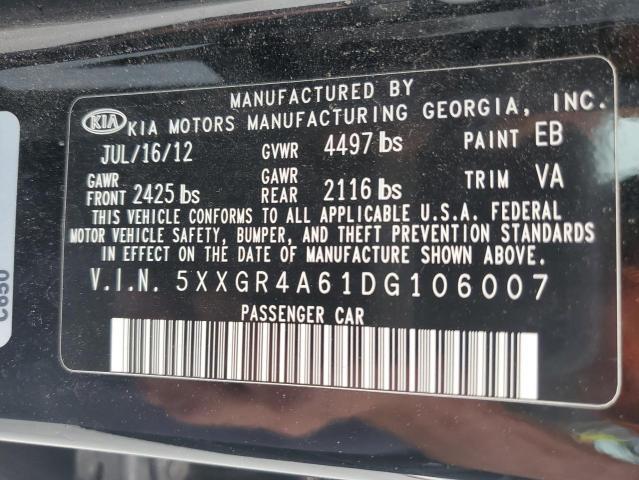 MANUFACTURED BY
KIA KIA MOTORS MANUFACTURING GEORGIA, INC.
JUL/16/12 GVWR 4497 lbs PAINT EB
GAWR FRONT 2425 lbs GAWR REAR 2116 lbs TRIM VA
THIS VEHICLE CONFORMS TO ALL APPLICABLE U.S.A. FEDERAL
MOTOR VEHICLE SAFETY, BUMPER, AND THEFT PREVENTION STANDARDS
IN EFFECT ON THE DATE OF MANUFACTURE SHOWN ABOVE.
V.I.N. 5XXGR4A61DG106007
PASSENGER CAR